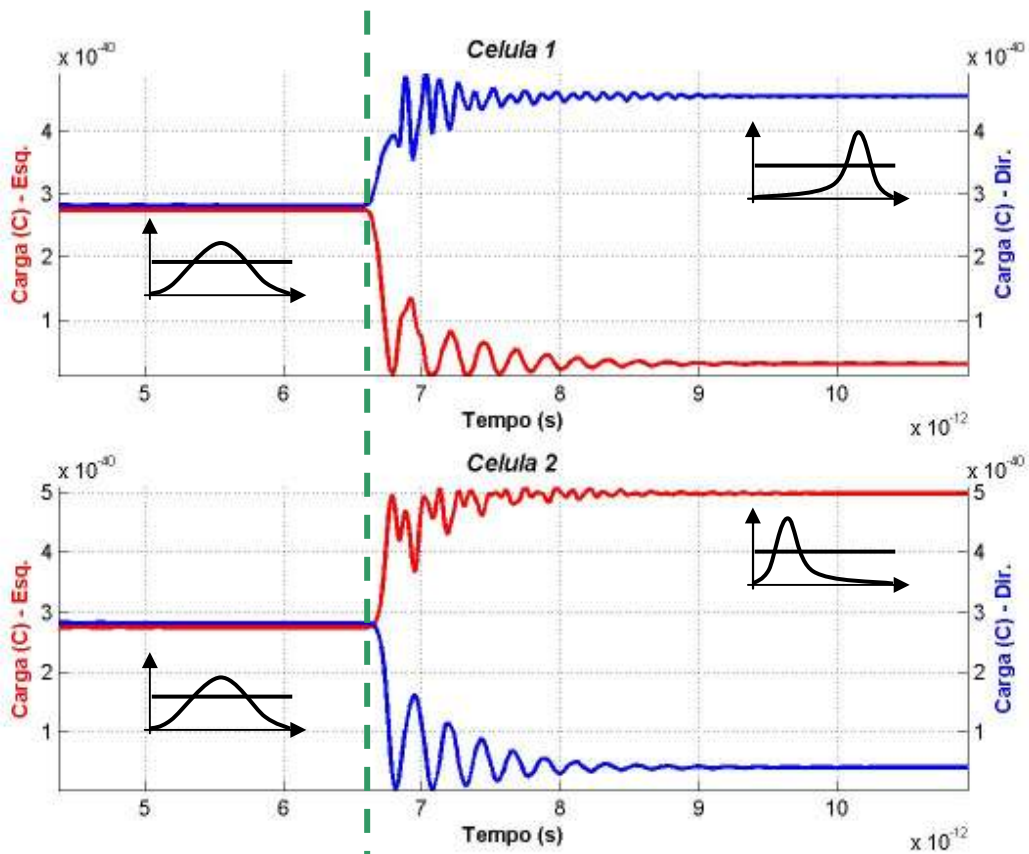 x 10^-40
Celula 1
x 10^-40
Carga (C) - Esq.
4
3
2
1
4
3
2
1
Carga (C) - Dir.
5
6
7
8
9
10
Tempo (s)
x 10^-12
x 10^-40
Celula 2
x 10^-40
Carga (C) - Esq.
5
4
3
2
1
5
4
3
2
1
Carga (C) - Dir.
5
6
7
8
9
10
Tempo (s)
x 10^-12